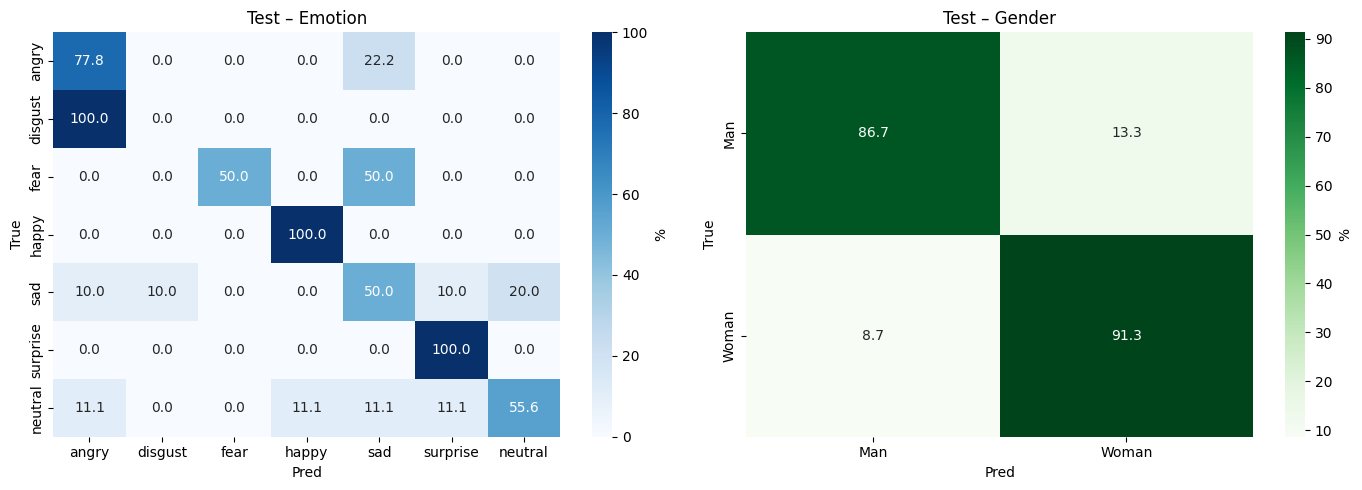 Test – Emotion
angry 77.8 0.0 0.0 0.0 22.2 0.0 0.0
disgust 100.0 0.0 0.0 0.0 0.0 0.0 0.0
fear 0.0 0.0 50.0 0.0 50.0 0.0 0.0
happy 0.0 0.0 0.0 100.0 0.0 0.0 0.0
sad 10.0 10.0 0.0 0.0 50.0 10.0 20.0
surprise 0.0 0.0 0.0 0.0 0.0 100.0 0.0
neutral 11.1 0.0 0.0 11.1 11.1 11.1 55.6
True
angry disgust fear happy sad surprise neutral
Pred
100
80
60
40
20
0
%
Test – Gender
Man 86.7 13.3
Woman 8.7 91.3
True
Man Woman
Pred
90
80
70
60
50
40
30
20
10
%